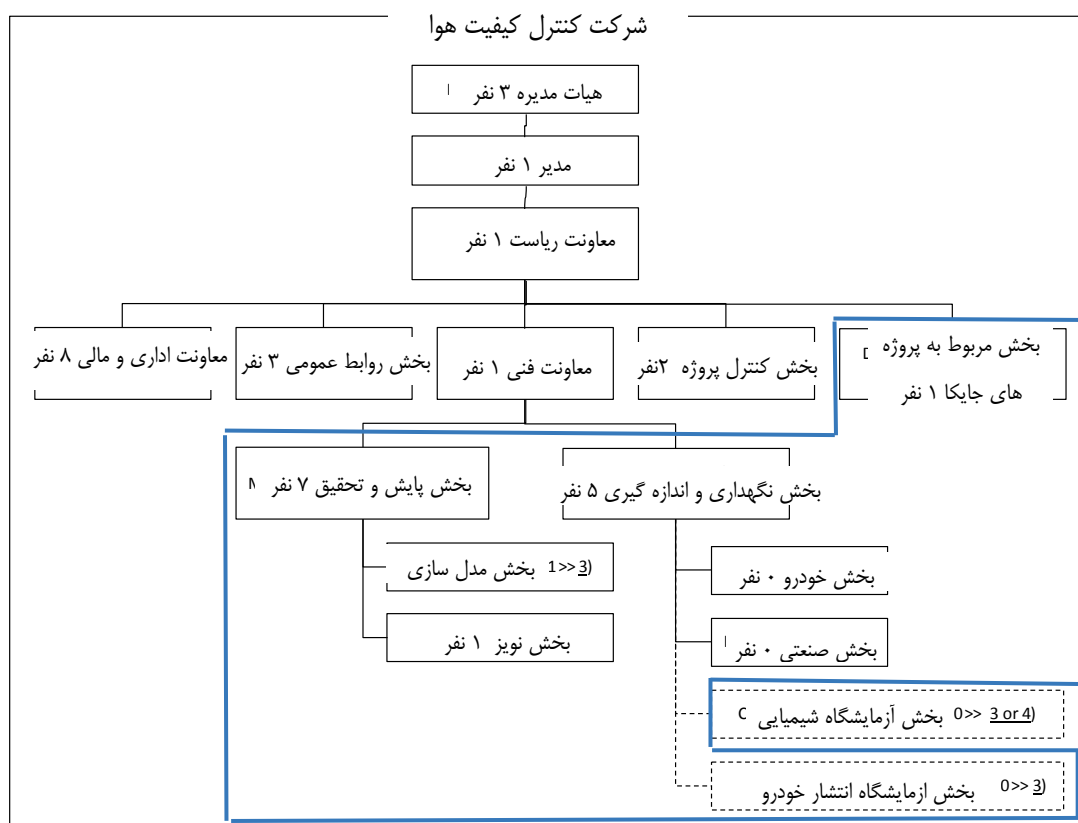 شرکت کنترل کیفیت هوا
هیات مدیره ۳ نفر
مدیر ۱ نفر
معاونت ریاست ۱ نفر
بخش مربوط به پروژه
های جایکا ۱ نفر
بخش کنترل پروژه ۲نفر
معاونت فنی ۱ نفر
بخش روابط عمومی ۳ نفر
معاونت اداری و مالی ۸ نفر
بخش نگهداری و اندازه گیری ۵ نفر
بخش پایش و تحقیق ۷ نفر
بخش خودرو ۰ نفر
بخش مدل سازی 1>>3)
بخش صنعتی ۰ نفر
بخش نویز ۱ نفر
بخش آزمایشگاه شیمیایی 0>> 3 or 4)
بخش ازمایشگاه انتشار خودرو 0>>3)